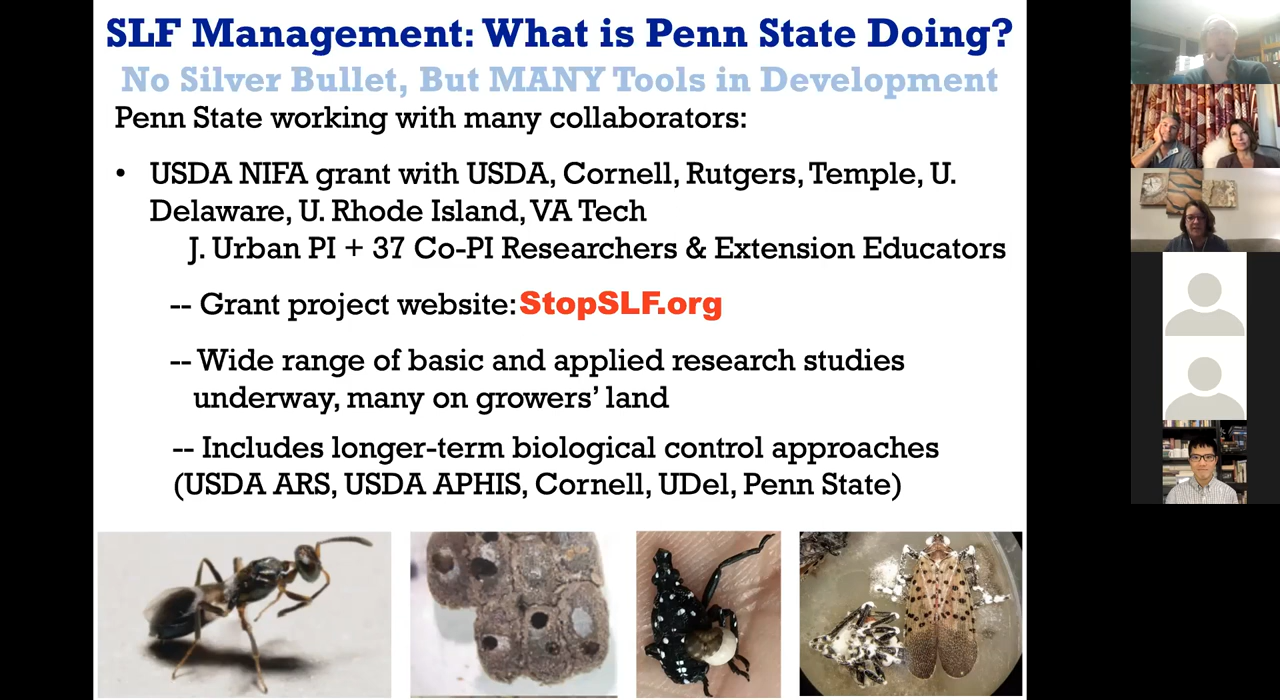 SLF Management: What is Penn State Doing?
No Silver Bullet, But MANY Tools in Development
Penn State working with many collaborators:
• USDA NIFA grant with USDA, Cornell, Rutgers, Temple, U.
Delaware, U. Rhode Island, VA Tech
J. Urban PI + 37 Co-PI Researchers & Extension Educators
-- Grant project website: StopSLF.org
-- Wide range of basic and applied research studies
underway, many on growers’ land
-- Includes longer-term biological control approaches
(USDA ARS, USDA APHIS, Cornell, UDel, Penn State)